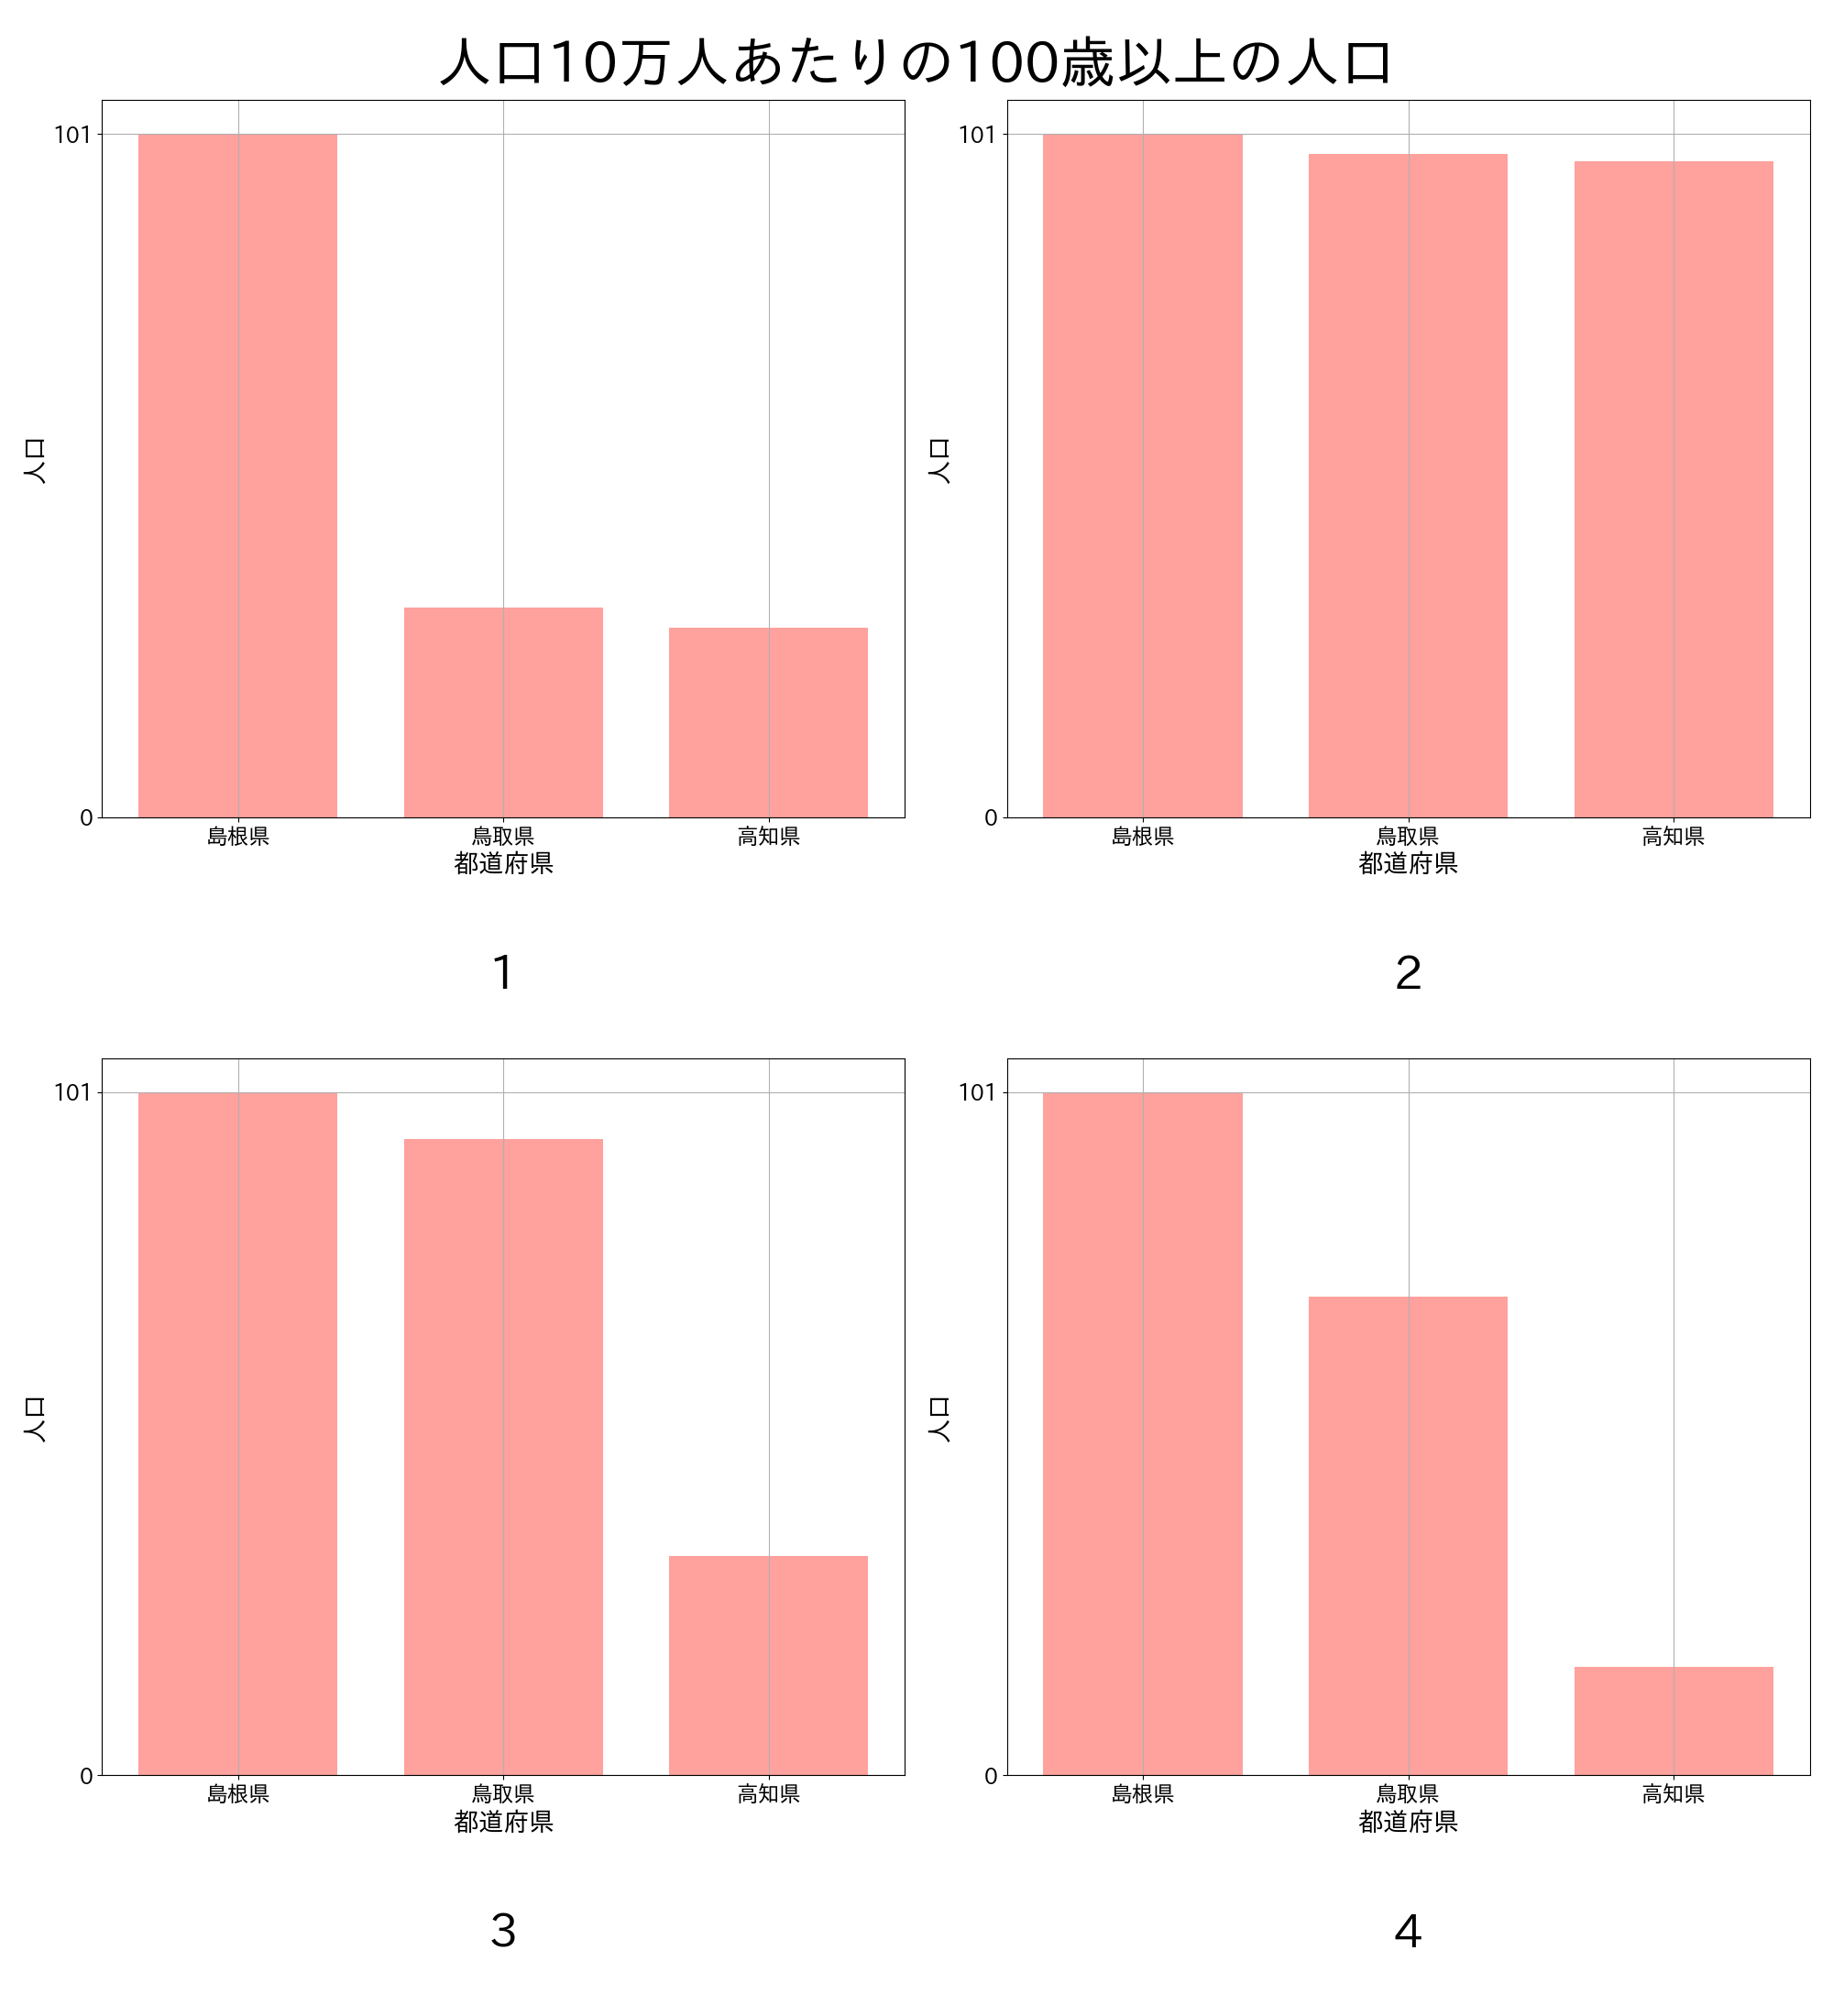 人口10万人あたりの100歳以上の人口
101
0
人口
島根県 鳥取県 高知県
都道府県
1
101
0
人口
島根県 鳥取県 高知県
都道府県
2
101
0
人口
島根県 鳥取県 高知県
都道府県
3
101
0
人口
島根県 鳥取県 高知県
都道府県
4